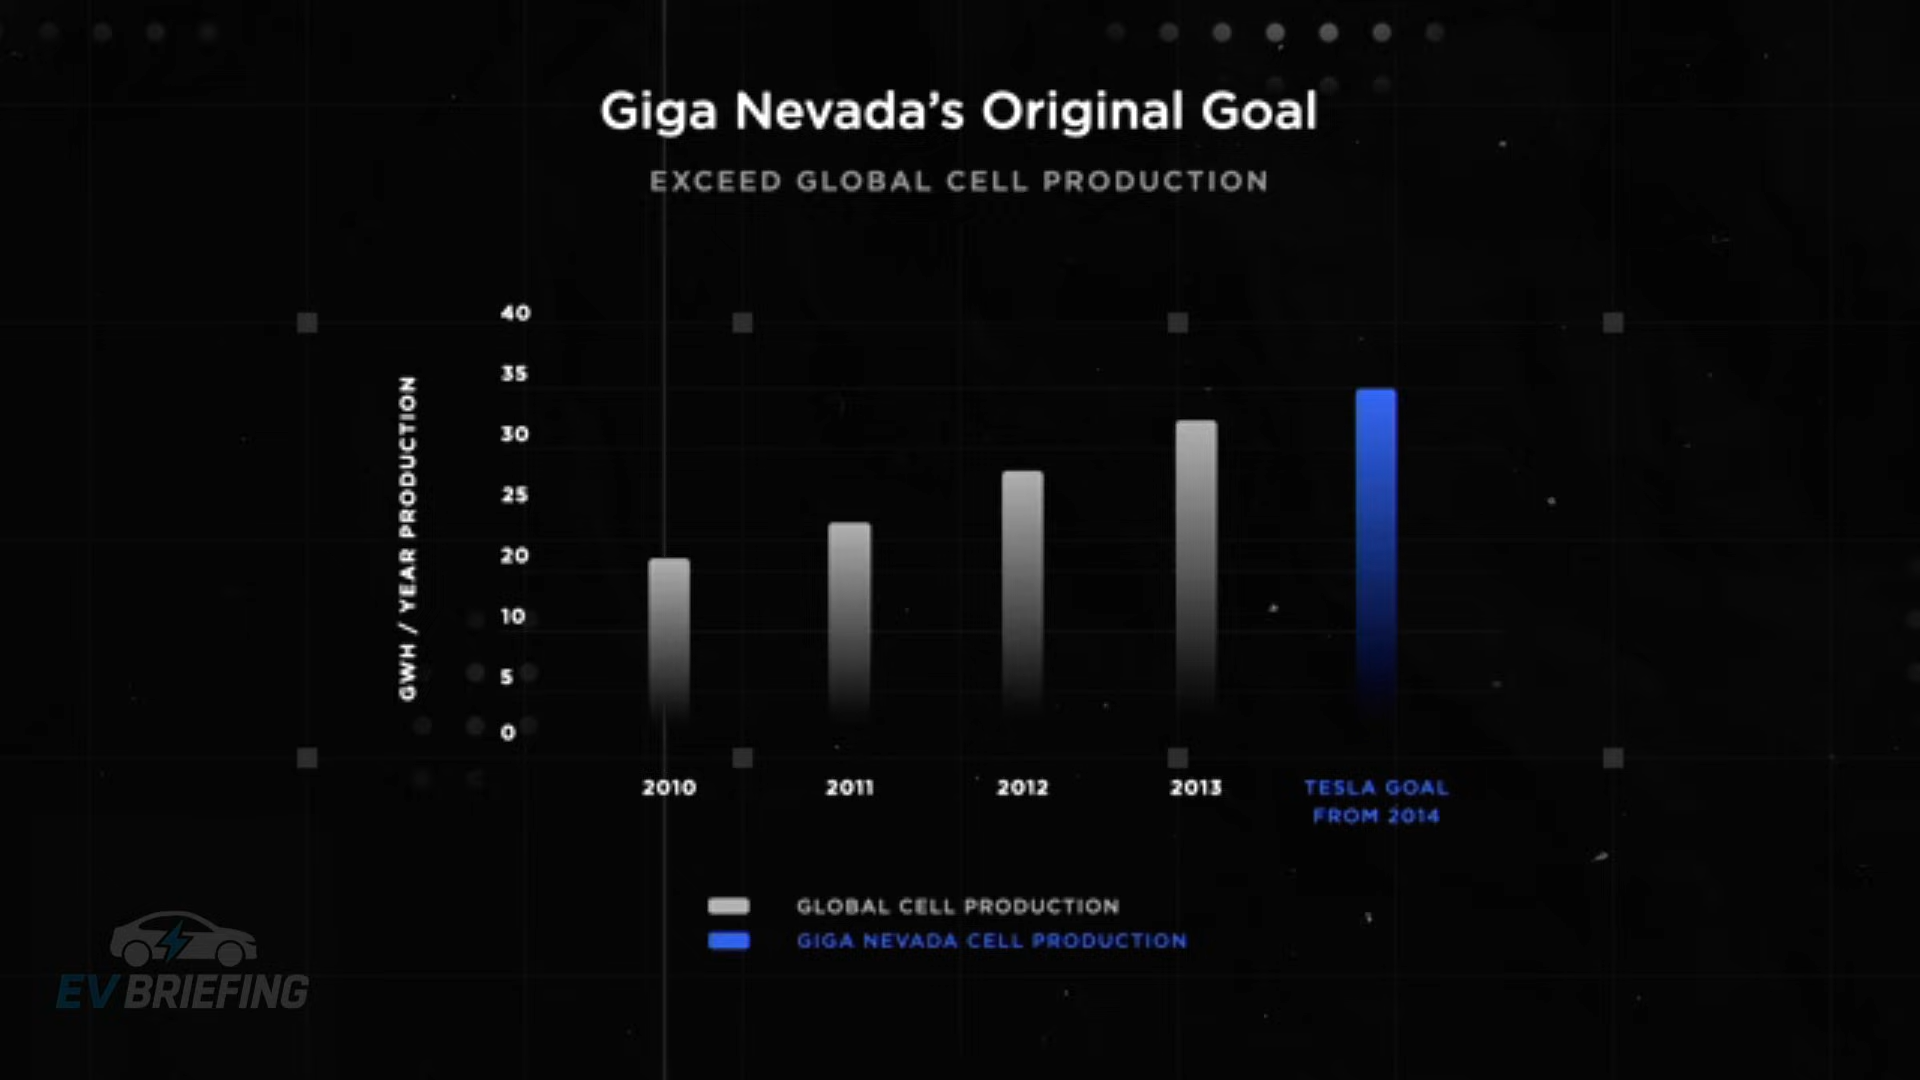 Giga Nevada’s Original Goal
EXCEED GLOBAL CELL PRODUCTION
GWH / YEAR PRODUCTION
40
35
30
25
20
10
5
0
2010 2011 2012 2013 TESLA GOAL
FROM 2014
GLOBAL CELL PRODUCTION
GIGA NEVADA CELL PRODUCTION
EV BRIEFING